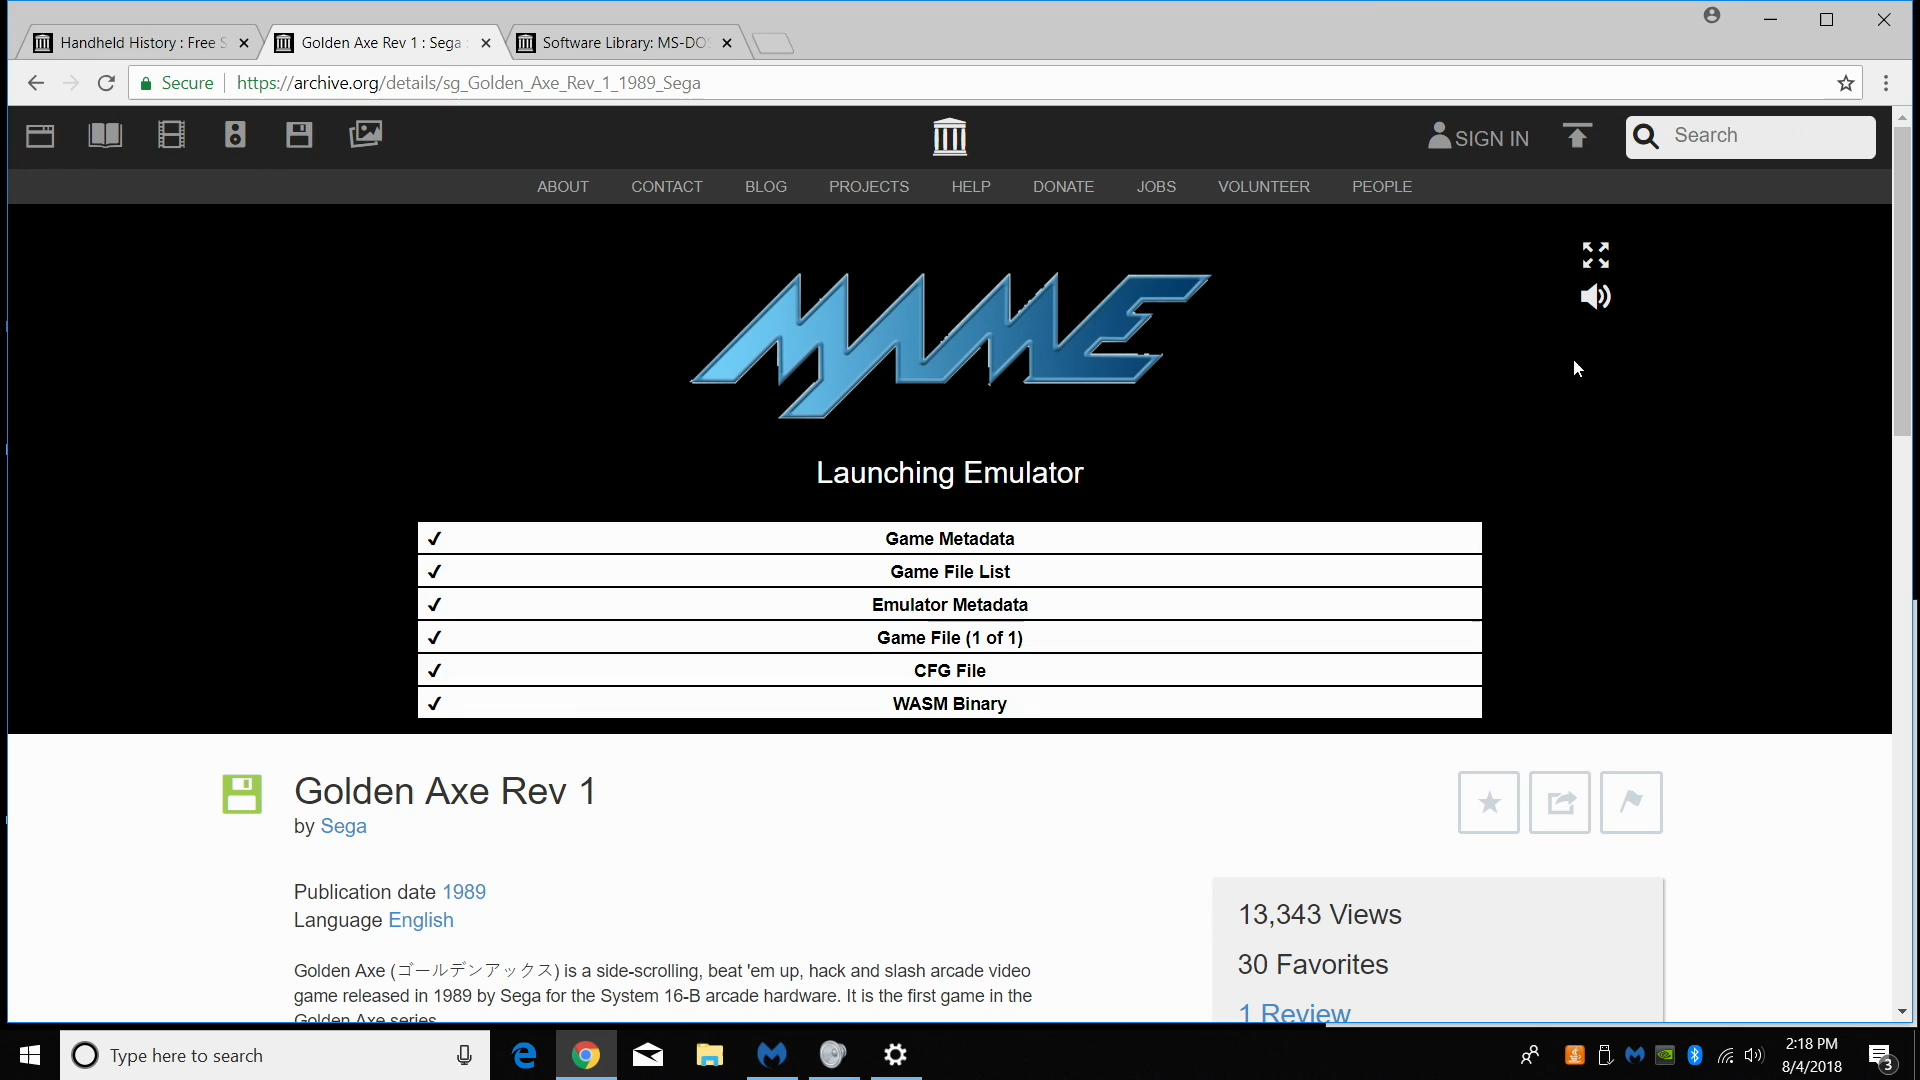 Handheld History : Free S
Golden Axe Rev 1 : Sega :
Software Library: MS-DOS
Secure
https://archive.org/details/sg_Golden_Axe_Rev_1_1989_Sega
SIGN IN
Search
ABOUT
CONTACT
BLOG
PROJECTS
HELP
DONATE
JOBS
VOLUNTEER
PEOPLE
MAME
Launching Emulator
✔ Game Metadata
✔ Game File List
✔ Emulator Metadata
✔ Game File (1 of 1)
✔ CFG File
✔ WASM Binary
Golden Axe Rev 1
by Sega
Publication date 1989
Language English
Golden Axe (ゴールデンアックス) is a side-scrolling, beat 'em up, hack and slash arcade video
game released in 1989 by Sega for the System 16-B arcade hardware. It is the first game in the
Golden Axe series.
13,343 Views
30 Favorites
1 Review
Type here to search
2:18 PM
8/4/2018
3